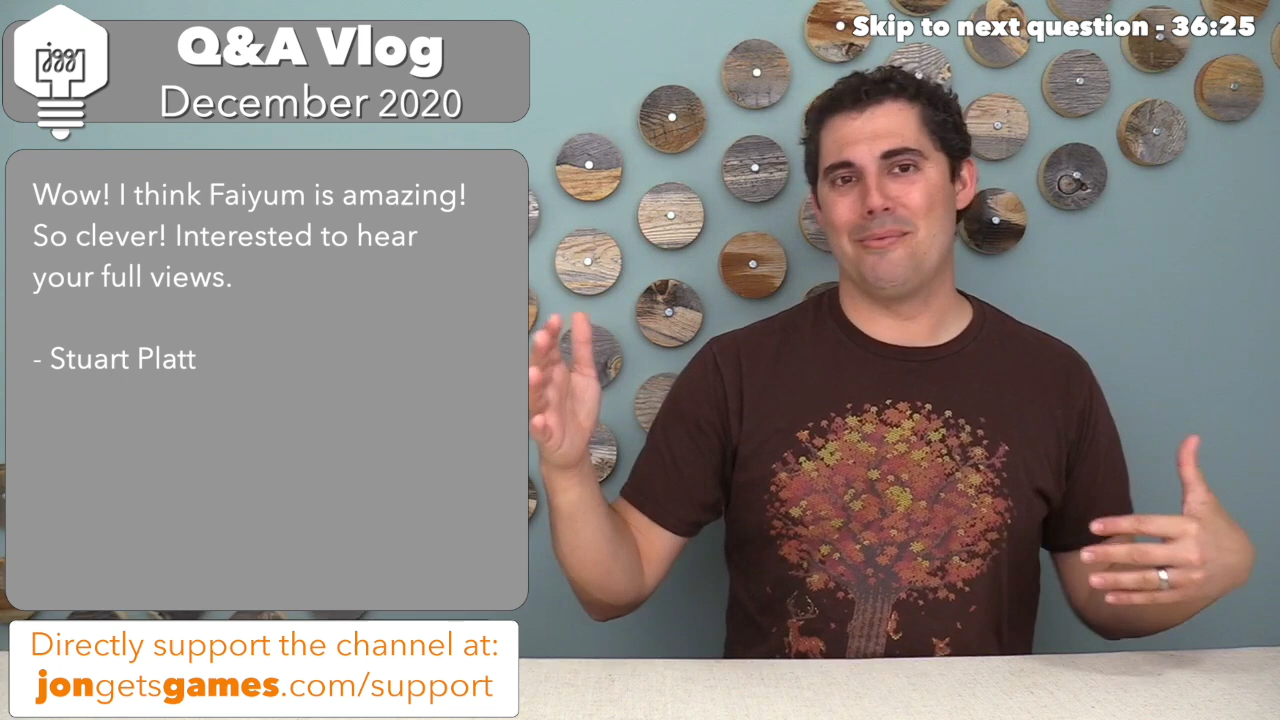 • Skip to next question - 36:25
jggj
Q&A Vlog
December 2020
Wow! I think Faiyum is amazing!
So clever! Interested to hear
your full views.
- Stuart Platt
Directly support the channel at:
jongetsgames.com/support